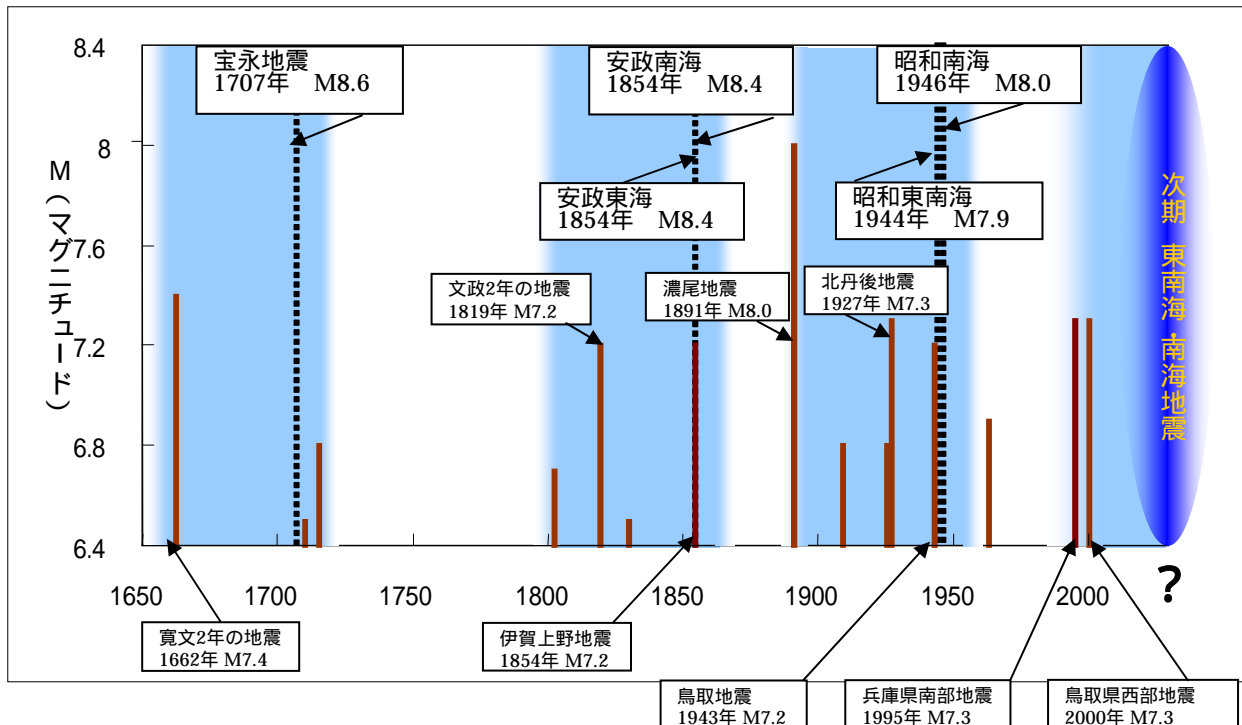 宝永地震
1707年 M8.6
安政南海
1854年 M8.4
昭和南海
1946年 M8.0
安政東海
1854年 M8.4
昭和東南海
1944年 M7.9
文政2年の地震
1819年 M7.2
濃尾地震
1891年 M8.0
北丹後地震
1927年 M7.3
M(マグニチュード)
8.4
8
7.6
7.2
6.8
6.4
次期 東南海・南海地震
1650
1700
1750
1800
1850
1900
1950
2000
?
寛文2年の地震
1662年 M7.4
伊賀上野地震
1854年 M7.2
鳥取地震
1943年 M7.2
兵庫県南部地震
1995年 M7.3
鳥取県西部地震
2000年 M7.3